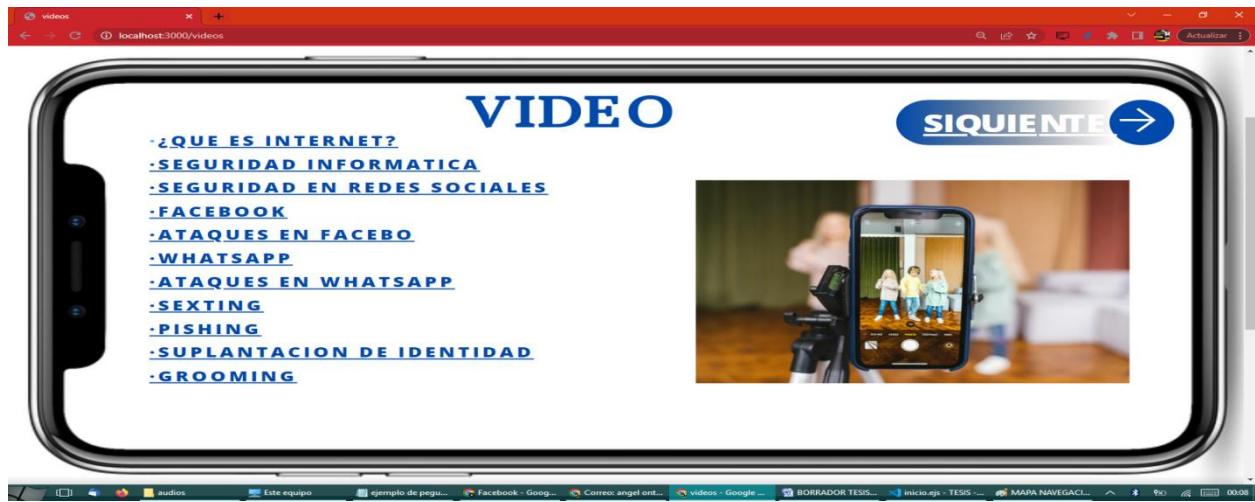 videos
localhost:3000/videos
Actualizar
VIDEO
SIQUIENTE
·¿QUE ES INTERNET?
·SEGURIDAD INFORMATICA
·SEGURIDAD EN REDES SOCIALES
·FACEBOOK
·ATAQUES EN FACEBO
·WHATSAPP
·ATAQUES EN WHATSAPP
·SEXTING
·PISHING
·SUPLANTACION DE IDENTIDAD
·GROOMING
audios
Este equipo
ejemplo de pegu...
Facebook - Goog...
Correo: angel ont...
videos - Google ...
BORRADOR TESIS...
inicio.ejs - TESIS -...
MAPA NAVEGACI...
00:00